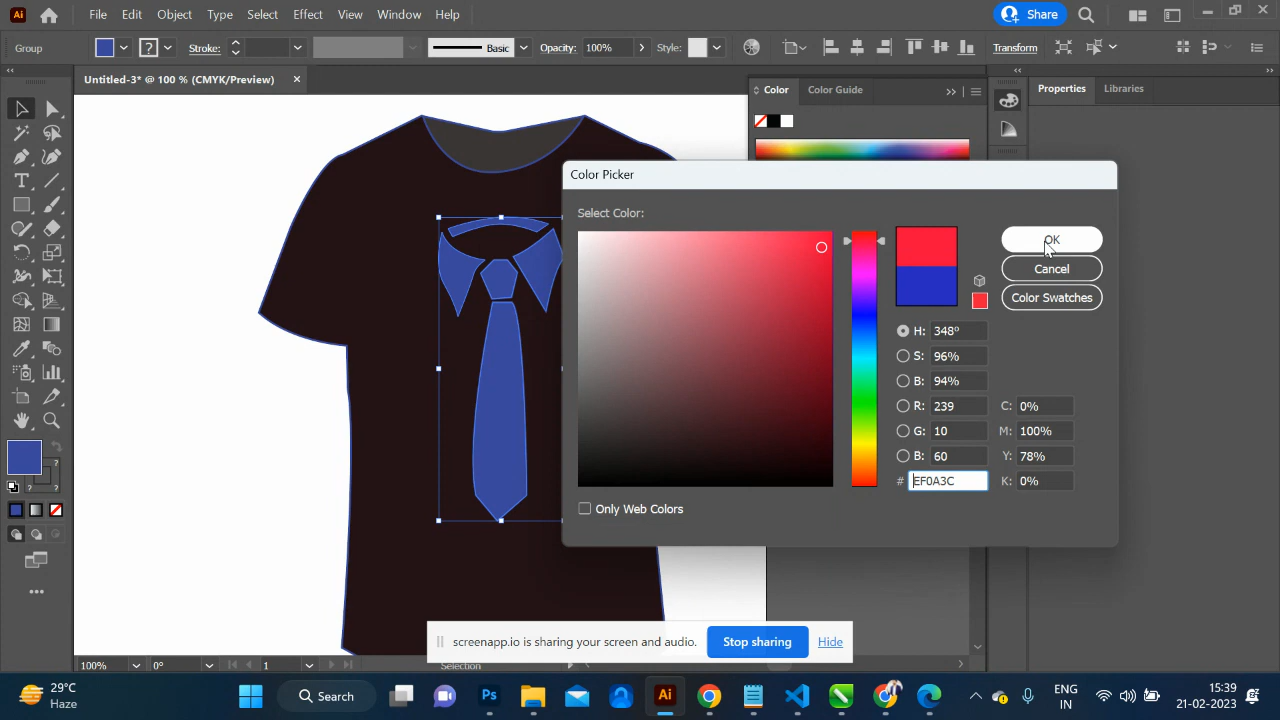 Ai File Edit Object Type Select Effect View Window Help Share
Group ? Stroke: Basic Opacity: 100% Style: Transform
Untitled-3* @ 100 % (CMYK/Preview) ×
Color Color Guide
Properties Libraries
Color Picker
Select Color:
OK
Cancel
Color Swatches
H: 348°
S: 96%
B: 94%
R: 239 C: 0%
G: 10 M: 100%
B: 60 Y: 78%
# EF0A3C K: 0%
Only Web Colors
?
?
screenapp.io is sharing your screen and audio. Stop sharing Hide
100% 0° 1 Selection
29°C
Haze
Search
Ps
Ai
ENG
IN
15:39
21-02-2023